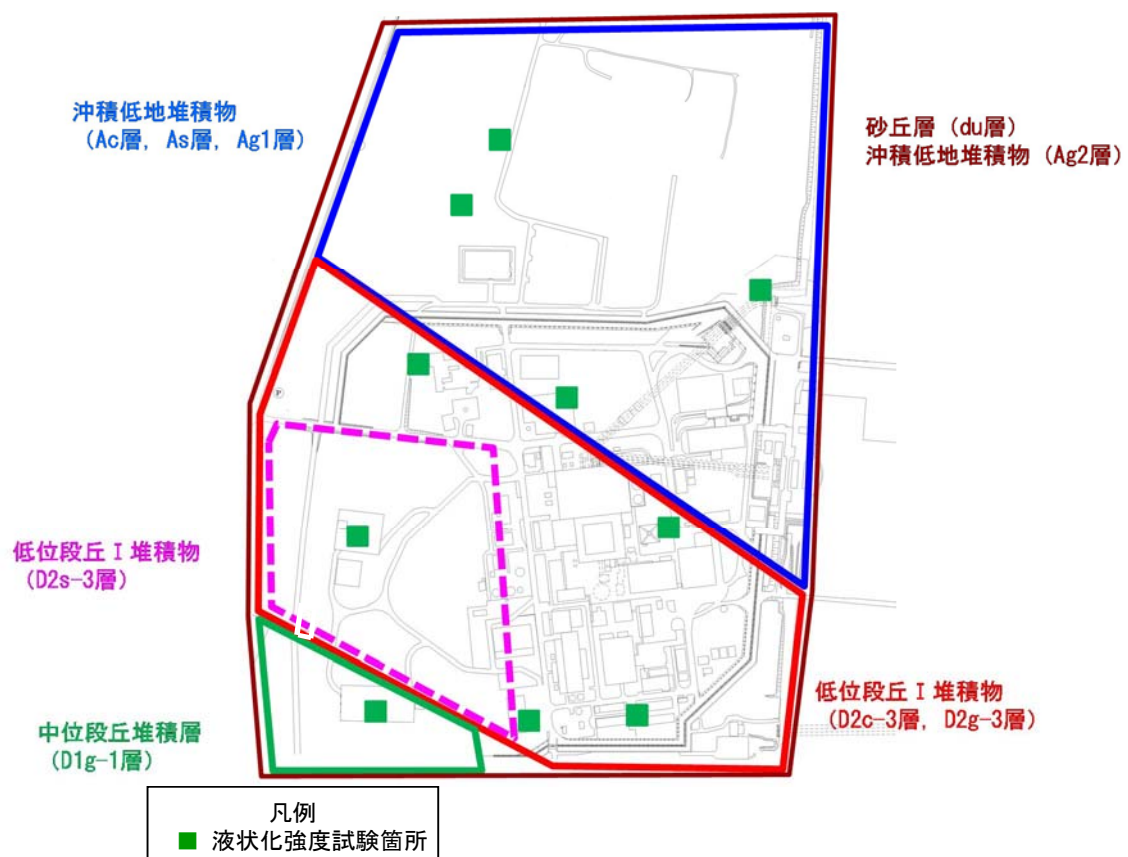 沖積低地堆積物
(Ac層, As層, Ag1層)
砂丘層 (du層)
沖積低地堆積物 (Ag2層)
低位段丘Ⅰ堆積物
(D2s-3層)
低位段丘Ⅰ堆積物
(D2c-3層, D2g-3層)
中位段丘堆積層
(D1g-1層)
凡例
液状化強度試験箇所